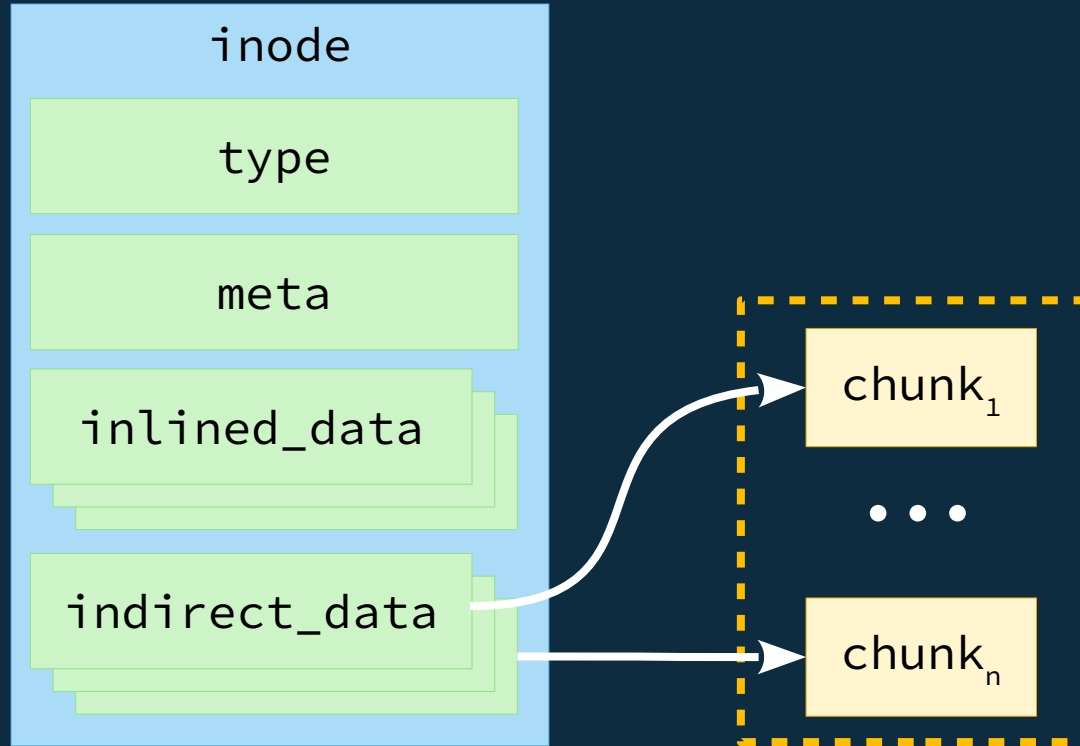 inode
type
meta
inlined_data
indirect_data
chunk₁
...
chunkₙ